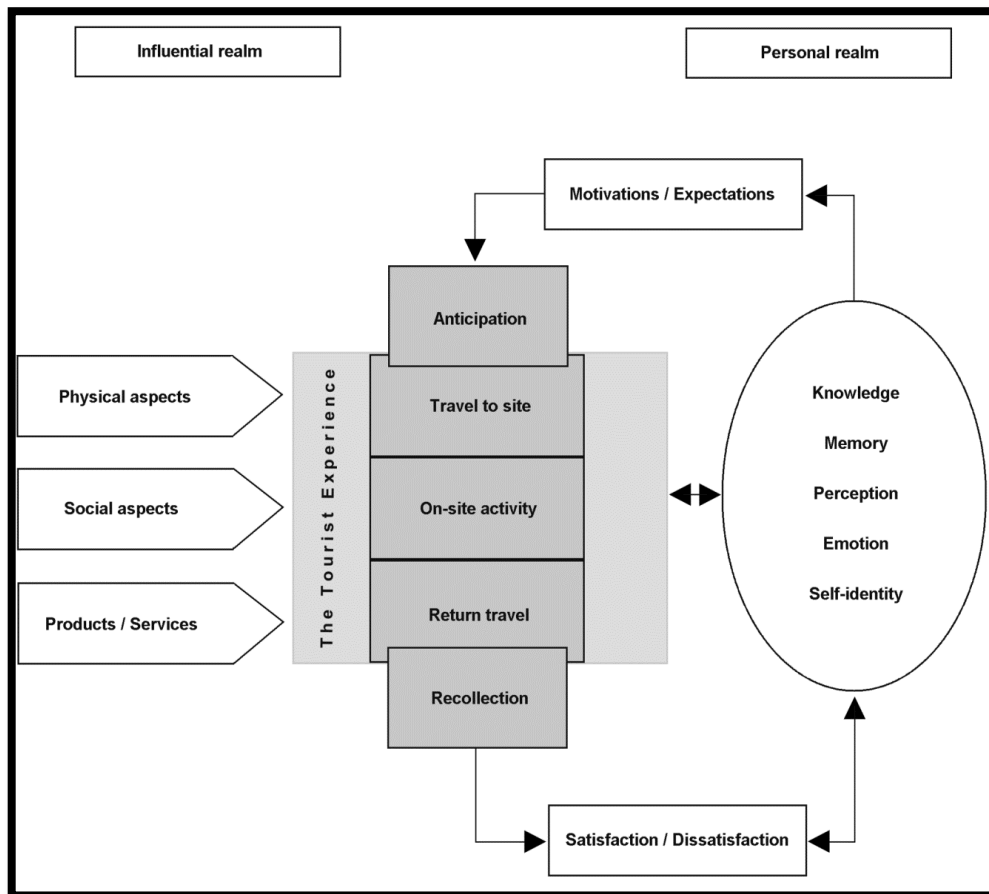 Influential realm
Personal realm
Motivations / Expectations
Anticipation
The Tourist Experience
Physical aspects
Travel to site
Social aspects
On-site activity
Products / Services
Return travel
Recollection
Knowledge
Memory
Perception
Emotion
Self-identity
Satisfaction / Dissatisfaction